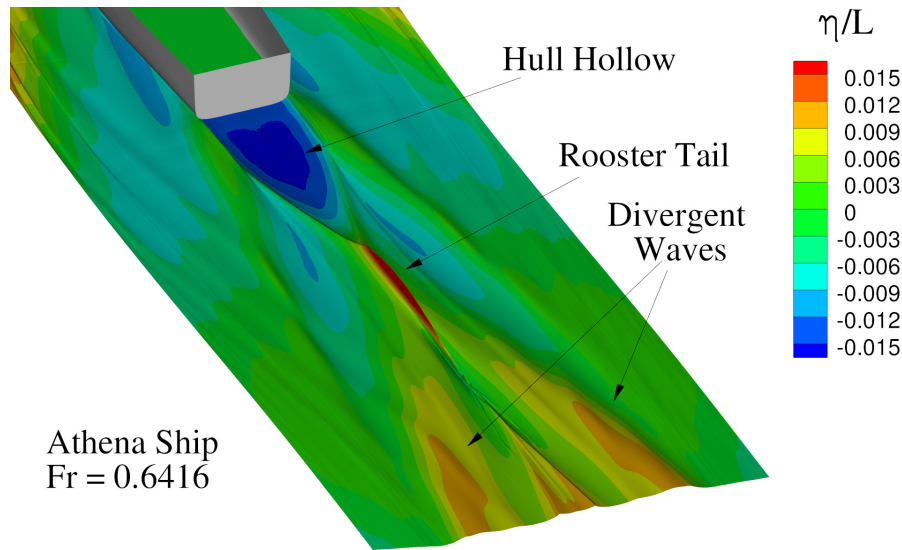 η/L
Hull Hollow
Rooster Tail
Divergent
Waves
0.015
0.012
0.009
0.006
0.003
0
-0.003
-0.006
-0.009
-0.012
-0.015
Athena Ship
Fr = 0.6416